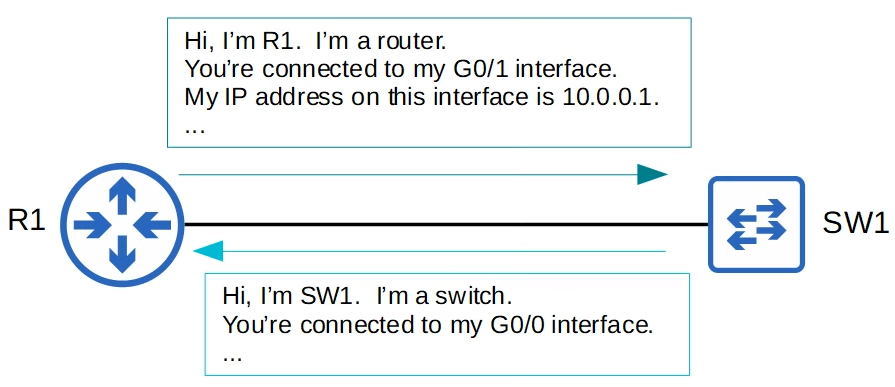 Hi, I’m R1.  I’m a router.
You’re connected to my G0/1 interface.
My IP address on this interface is 10.0.0.1.
...
R1
SW1
Hi, I’m SW1.  I’m a switch.
You’re connected to my G0/0 interface.
...